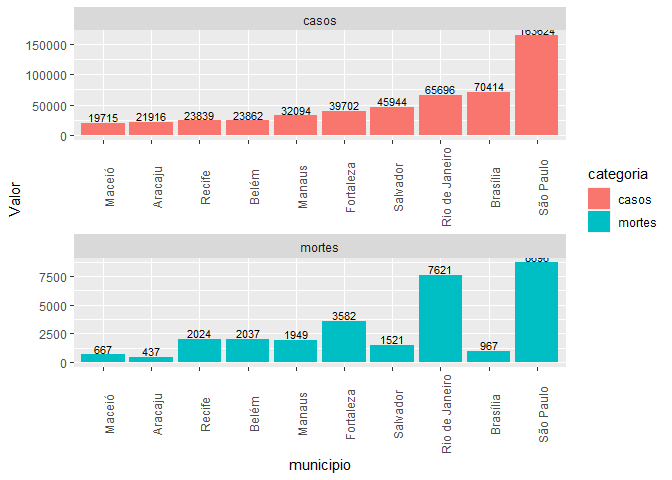 casos
163624
150000
100000
70414
65696
50000
45944
39702
32094
19715 21916 23839 23862
0
Maceió
Aracaju
Recife
Belém
Manaus
Fortaleza
Salvador
Rio de Janeiro
Brasília
São Paulo
Valor
categoria
casos
mortes
mortes
7500
7621
5000
3582
2500
2024 2037 1949
1521
667 437
967
0
Maceió
Aracaju
Recife
Belém
Manaus
Fortaleza
Salvador
Rio de Janeiro
Brasília
São Paulo
municipio